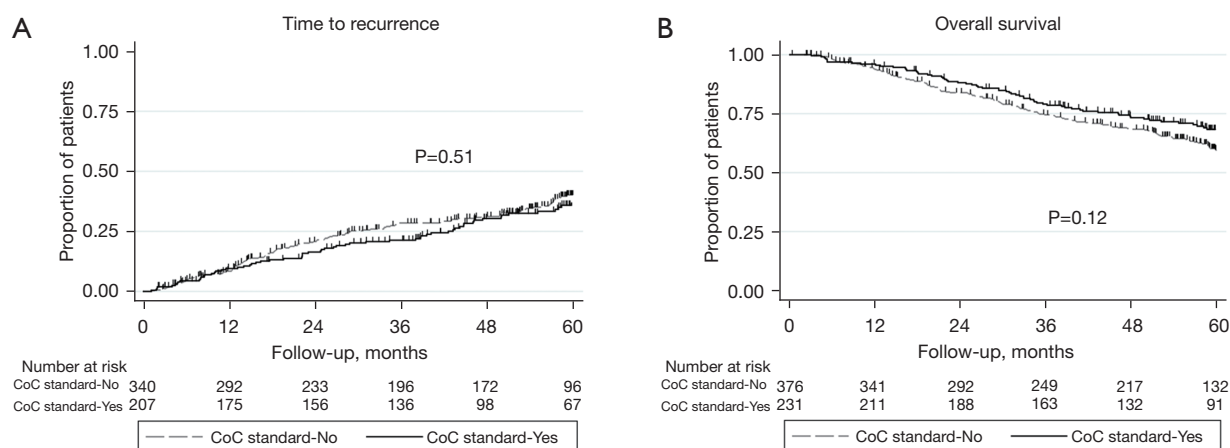 A
Time to recurrence
1.00
0.75
0.50
0.25
0.00
Proportion of patients
P=0.51
0 12 24 36 48 60
Follow-up, months
Number at risk
CoC standard-No 340 292 233 196 172 96
CoC standard-Yes 207 175 156 136 98 67
CoC standard-No CoC standard-Yes
B
Overall survival
1.00
0.75
0.50
0.25
0.00
Proportion of patients
P=0.12
0 12 24 36 48 60
Follow-up, months
Number at risk
CoC standard-No 376 341 292 249 217 132
CoC standard-Yes 231 211 188 163 132 91
CoC standard-No CoC standard-Yes